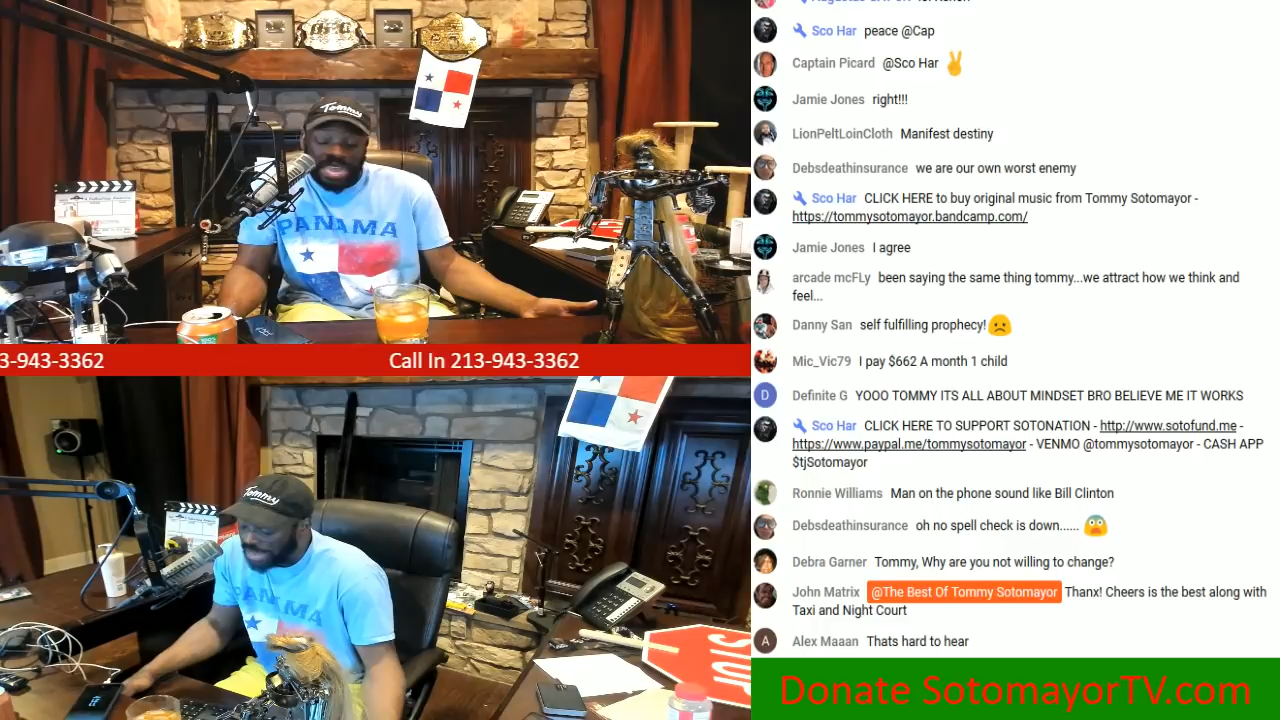 Tommy
PANAMA
3-943-3362
Call In 213-943-3362
Tommy
PANAMA
STOP
Sco Har peace @Cap
Captain Picard @Sco Har ✌
Jamie Jones right!!!
LionPeltLoinCloth Manifest destiny
Debsdeathinsurance we are our own worst enemy
Sco Har CLICK HERE to buy original music from Tommy Sotomayor -
https://tommysotomayor.bandcamp.com/
Jamie Jones I agree
arcade mcFLy been saying the same thing tommy...we attract how we think and
feel...
Danny San self fulfilling prophecy!☹
Mic_Vic79 I pay $662 A month 1 child
D Definite G YOOO TOMMY ITS ALL ABOUT MINDSET BRO BELIEVE ME IT WORKS
Sco Har CLICK HERE TO SUPPORT SOTONATION - http://www.sotofund.me -
https://www.paypal.me/tommysotomayor - VENMO @tommysotomayor - CASH APP
$tjSotomayor
Ronnie Williams Man on the phone sound like Bill Clinton
Debsdeathinsurance oh no spell check is down...... 😨
Debra Garner Tommy, Why are you not willing to change?
John Matrix @The Best Of Tommy Sotomayor Thanx! Cheers is the best along with
Taxi and Night Court
A Alex Maaan Thats hard to hear
Donate SotomayorTV.com